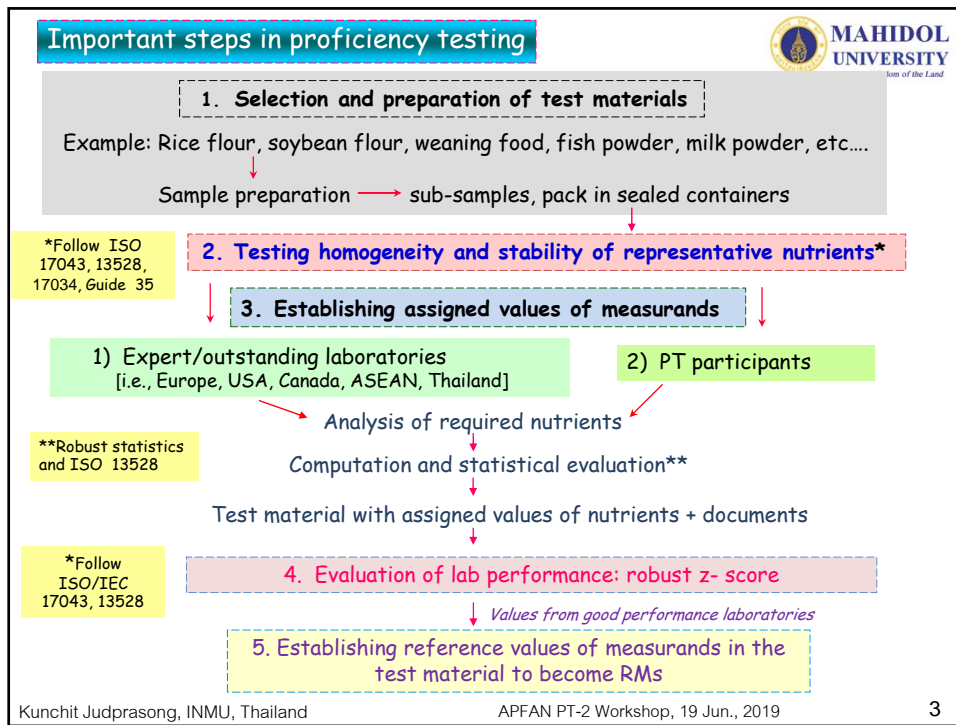 Important steps in proficiency testing
MAHIDOL
UNIVERSITY
dom of the Land
1. Selection and preparation of test materials
Example: Rice flour, soybean flour, weaning food, fish powder, milk powder, etc….
Sample preparation
sub-samples, pack in sealed containers
*Follow ISO
17043, 13528,
17034, Guide 35
2. Testing homogeneity and stability of representative nutrients*
3. Establishing assigned values of measurands
1) Expert/outstanding laboratories
[i.e., Europe, USA, Canada, ASEAN, Thailand]
2) PT participants
Analysis of required nutrients
**Robust statistics
and ISO 13528
Computation and statistical evaluation**
Test material with assigned values of nutrients + documents
*Follow
ISO/IEC
17043, 13528
4. Evaluation of lab performance: robust z- score
Values from good performance laboratories
5. Establishing reference values of measurands in the
test material to become RMs
Kunchit Judprasong, INMU, Thailand
APFAN PT-2 Workshop, 19 Jun., 2019
3